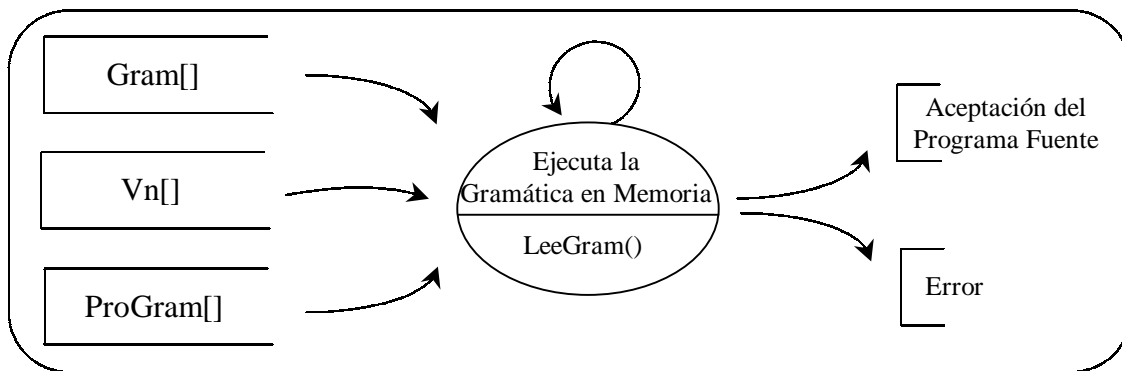 Gram[]
Vn[]
ProGram[]
Ejecuta la
Gramática en Memoria
LeeGram()
Aceptación del
Programa Fuente
Error